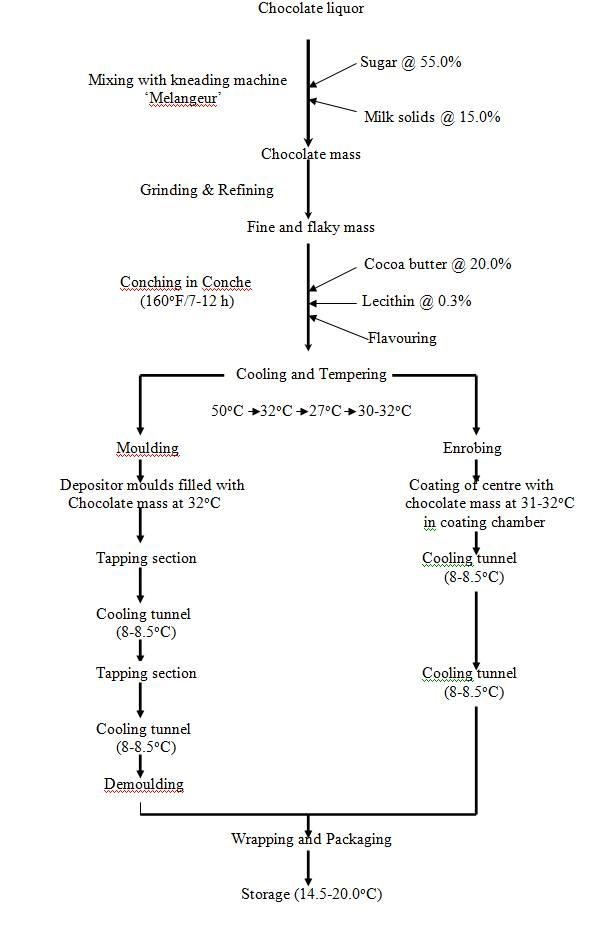 Chocolate liquor
Sugar @ 55.0%
Mixing with kneading machine
‘Melangeur’
Milk solids @ 15.0%
Chocolate mass
Grinding & Refining
Fine and flaky mass
Cocoa butter @ 20.0%
Conching in Conche
(160°F/7-12 h)
Lecithin @ 0.3%
Flavouring
Cooling and Tempering
50°C → 32°C → 27°C → 30-32°C
Moulding
Depositor moulds filled with
Chocolate mass at 32°C
Tapping section
Cooling tunnel
(8-8.5°C)
Tapping section
Cooling tunnel
(8-8.5°C)
Demoulding
Enrobing
Coating of centre with
chocolate mass at 31-32°C
in coating chamber
Cooling tunnel
(8-8.5°C)
Cooling tunnel
(8-8.5°C)
Wrapping and Packaging
Storage (14.5-20.0°C)